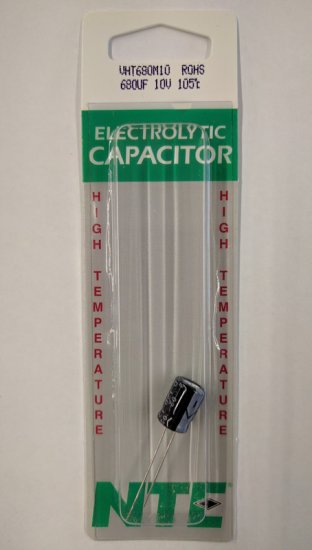 VHT680M10 ROHS
680UF 10V 105℃
ELECTROLYTIC
CAPACITOR
HIGH TEMPERATURE
HIGH TEMPERATURE
NTE